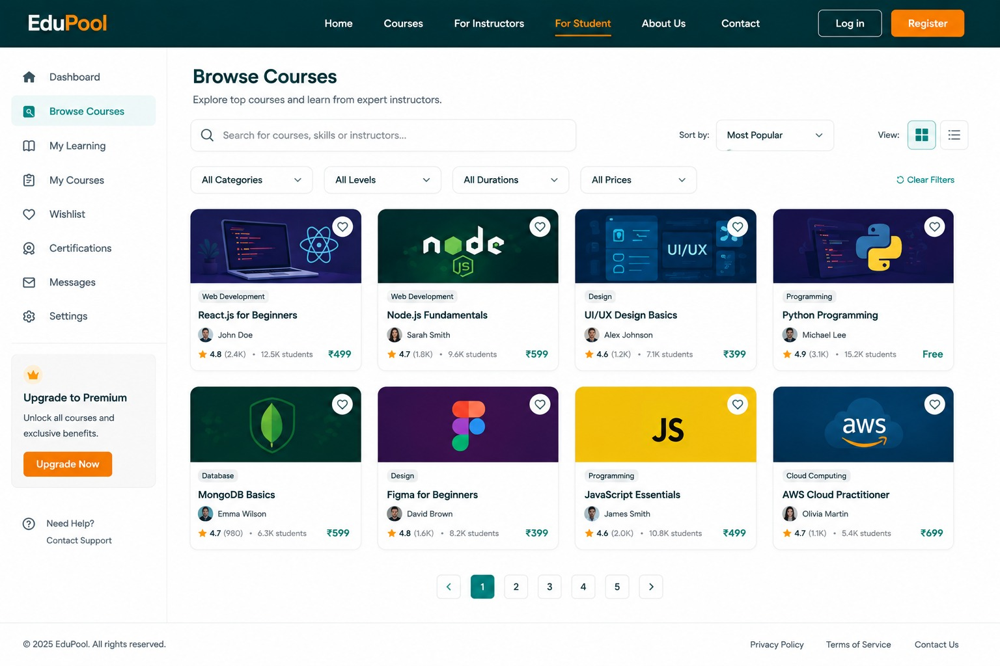 EduPool
Home
Courses
For Instructors
For Student
About Us
Contact
Log in
Register
Dashboard
Browse Courses
My Learning
My Courses
Wishlist
Certifications
Messages
Settings
Upgrade to Premium
Unlock all courses and
exclusive benefits.
Upgrade Now
Need Help?
Contact Support
Browse Courses
Explore top courses and learn from expert instructors.
Search for courses, skills or instructors...
Sort by:
Most Popular
View:
All Categories
All Levels
All Durations
All Prices
Clear Filters
Web Development
React.js for Beginners
John Doe
4.8 (2.4K) • 12.5K students ₹499
node
JS
Web Development
Node.js Fundamentals
Sarah Smith
4.7 (1.8K) • 9.6K students ₹599
UI/UX
Design
UI/UX Design Basics
Alex Johnson
4.6 (1.2K) • 7.1K students ₹399
Programming
Python Programming
Michael Lee
4.9 (3.1K) • 15.2K students Free
Database
MongoDB Basics
Emma Wilson
4.7 (980) • 6.3K students ₹599
Design
Figma for Beginners
David Brown
4.8 (1.6K) • 8.2K students ₹399
JS
Programming
JavaScript Essentials
James Smith
4.6 (2.0K) • 10.8K students ₹499
aws
Cloud Computing
AWS Cloud Practitioner
Olivia Martin
4.7 (1.1K) • 5.4K students ₹699
1 2 3 4 5
© 2025 EduPool. All rights reserved.
Privacy Policy
Terms of Service
Contact Us